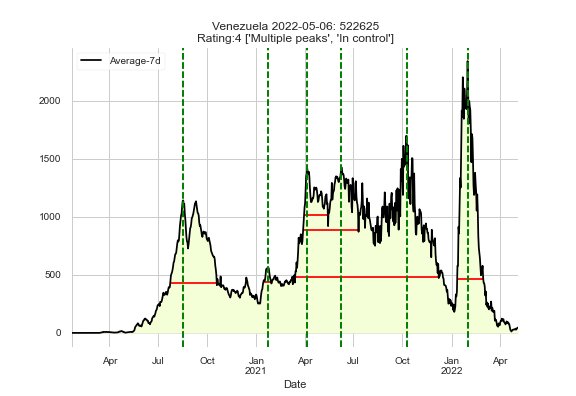 Venezuela 2022-05-06: 522625
Rating:4 ['Multiple peaks', 'In control']
Average-7d
2000
1500
1000
500
0
Apr
Jul
Oct
Jan
2021
Apr
Jul
Oct
Jan
2022
Apr
Date